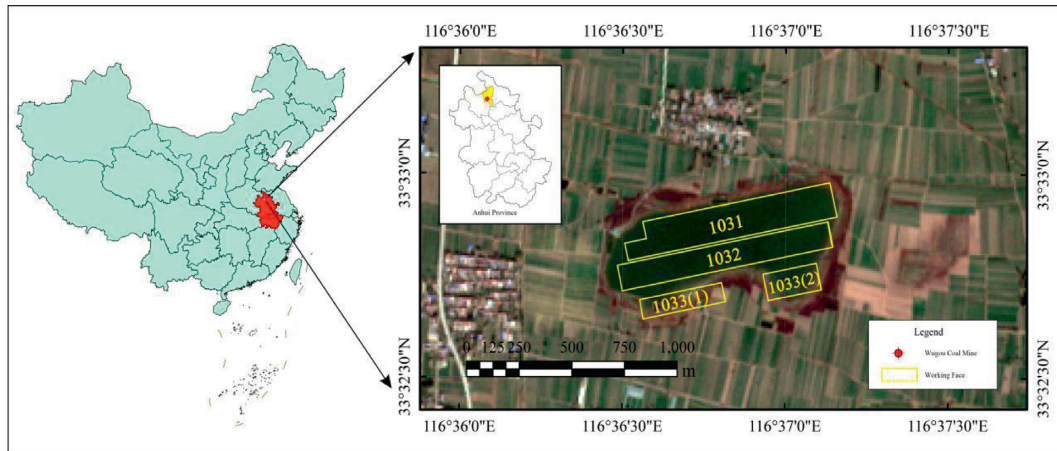 116°36'0"E
116°36'30"E
116°37'0"E
116°37'30"E
33°33'0"N
33°32'30"N
Anhui Province
1031
1032
1033(1)
1033(2)
0 125 250 500 750 1,000
m
Legend
Wugou Coal Mine
Working Face
33°33'0"N
33°32'30"N
116°36'0"E
116°36'30"E
116°37'0"E
116°37'30"E